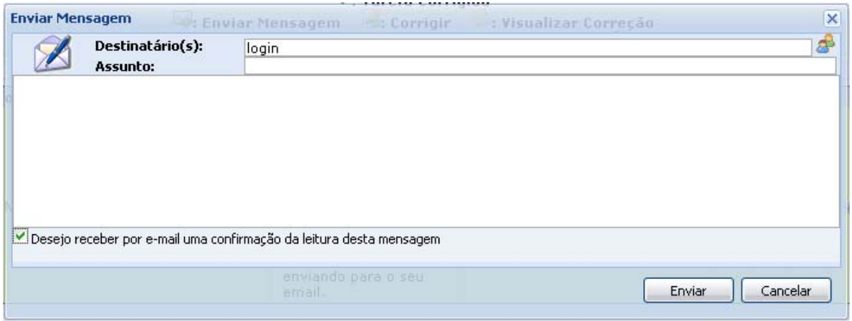 Enviar Mensagem
: Enviar Mensagem : Corrigir : Visualizar Correção
Destinatário(s):
login
Assunto:
Desejo receber por e-mail uma confirmação da leitura desta mensagem
enviando para o seu
email.
Enviar
Cancelar